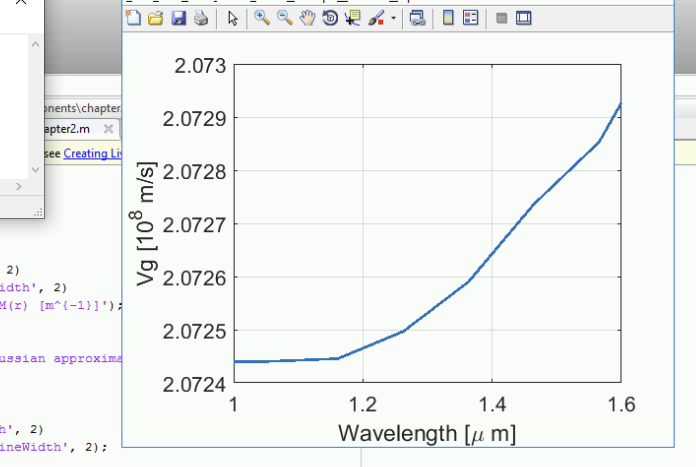 2.073
2.0729
2.0728
2.0727
2.0726
2.0725
2.0724
Vg [10^8 m/s]
1 1.2 1.4 1.6
Wavelength [μ m]
onents\chapter
apter2.m
see Creating Li
2)
idth', 2)
M(r) [m^{-1}]');
ussian approxima
h', 2)
ineWidth', 2);